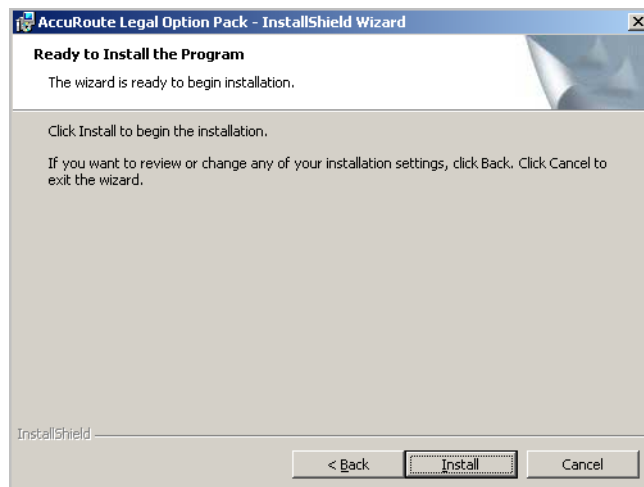 AccuRoute Legal Option Pack - InstallShield Wizard
Ready to Install the Program
The wizard is ready to begin installation.
Click Install to begin the installation.
If you want to review or change any of your installation settings, click Back. Click Cancel to
exit the wizard.
InstallShield
< Back
Install
Cancel